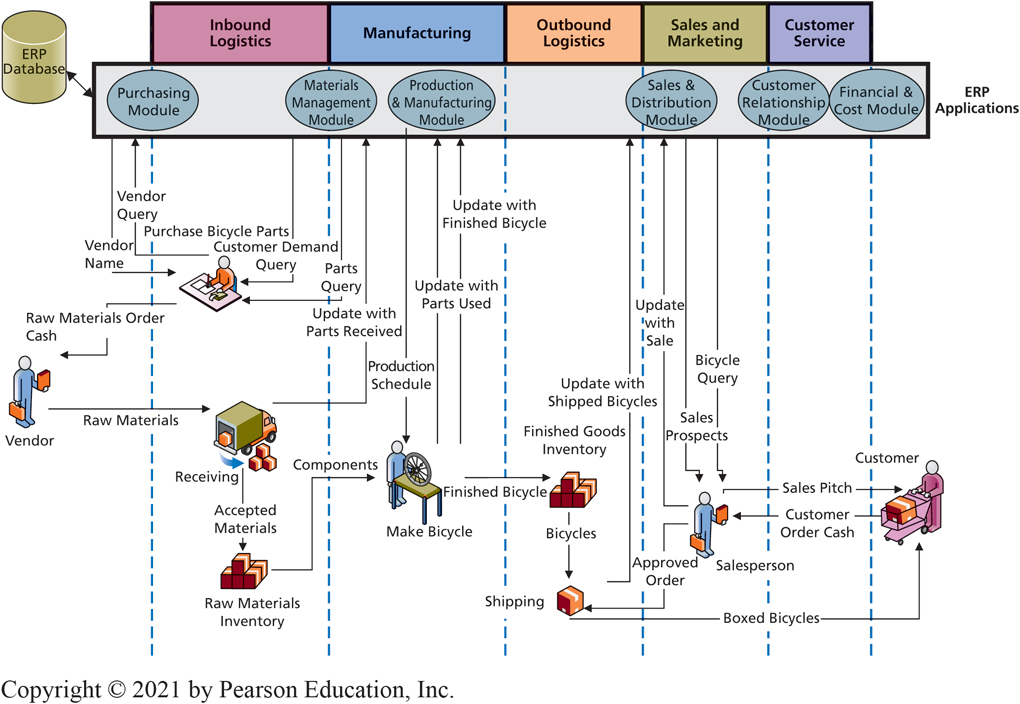 Inbound
Logistics
Manufacturing
Outbound
Logistics
Sales and
Marketing
Customer
Service
ERP
Database
Purchasing
Module
Materials
Management
Module
Production
& Manufacturing
Module
Sales &
Distribution
Module
Customer
Relationship
Module
Financial &
Cost Module
ERP
Applications
Vendor
Query
Purchase Bicycle Parts
Vendor
Name
Customer Demand
Query
Parts
Query
Update with
Finished Bicycle
Update with
Parts Used
Raw Materials Order
Cash
Update with
Parts Received
Update
with
Sale
Bicycle
Query
Production
Schedule
Update with
Shipped Bicycles
Vendor
Raw Materials
Sales
Prospects
Finished Goods
Inventory
Receiving
Components
Customer
Finished Bicycle
Sales Pitch
Accepted
Materials
Make Bicycle
Bicycles
Customer
Order Cash
Approved
Order
Salesperson
Raw Materials
Inventory
Shipping
Boxed Bicycles
Copyright © 2021 by Pearson Education, Inc.